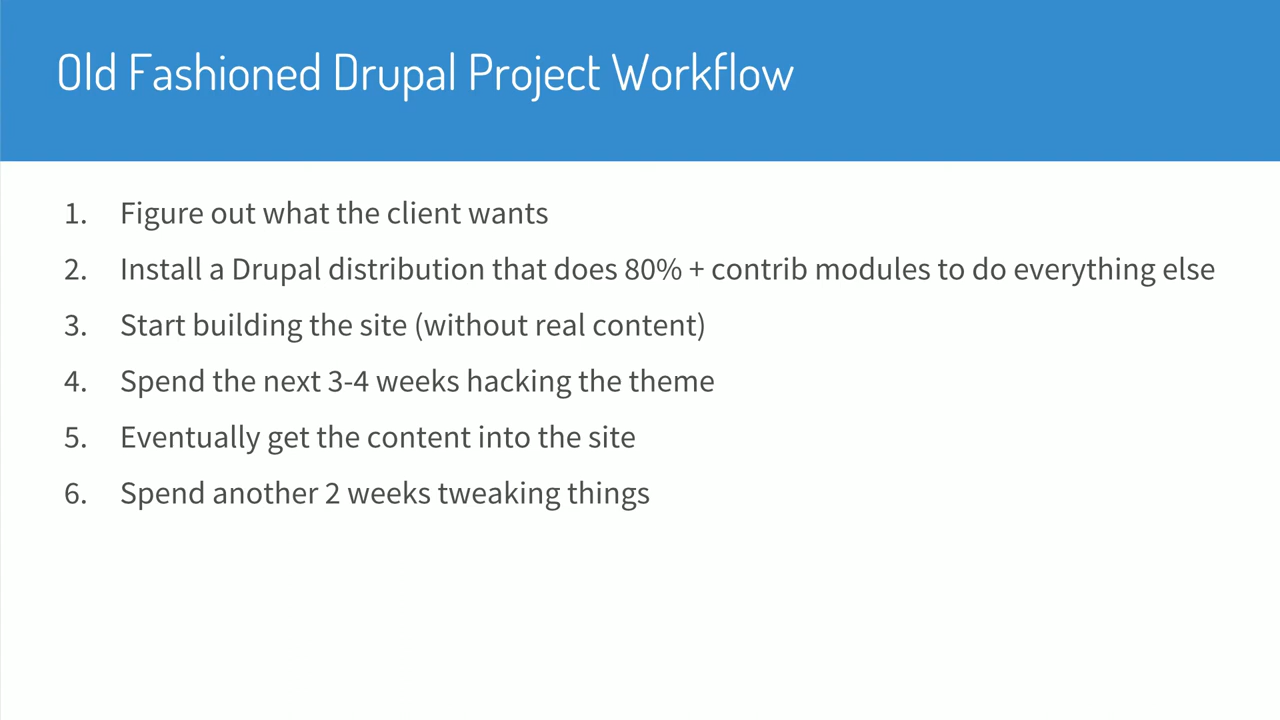 Old Fashioned Drupal Project Workflow
1. Figure out what the client wants
2. Install a Drupal distribution that does 80% + contrib modules to do everything else
3. Start building the site (without real content)
4. Spend the next 3-4 weeks hacking the theme
5. Eventually get the content into the site
6. Spend another 2 weeks tweaking things